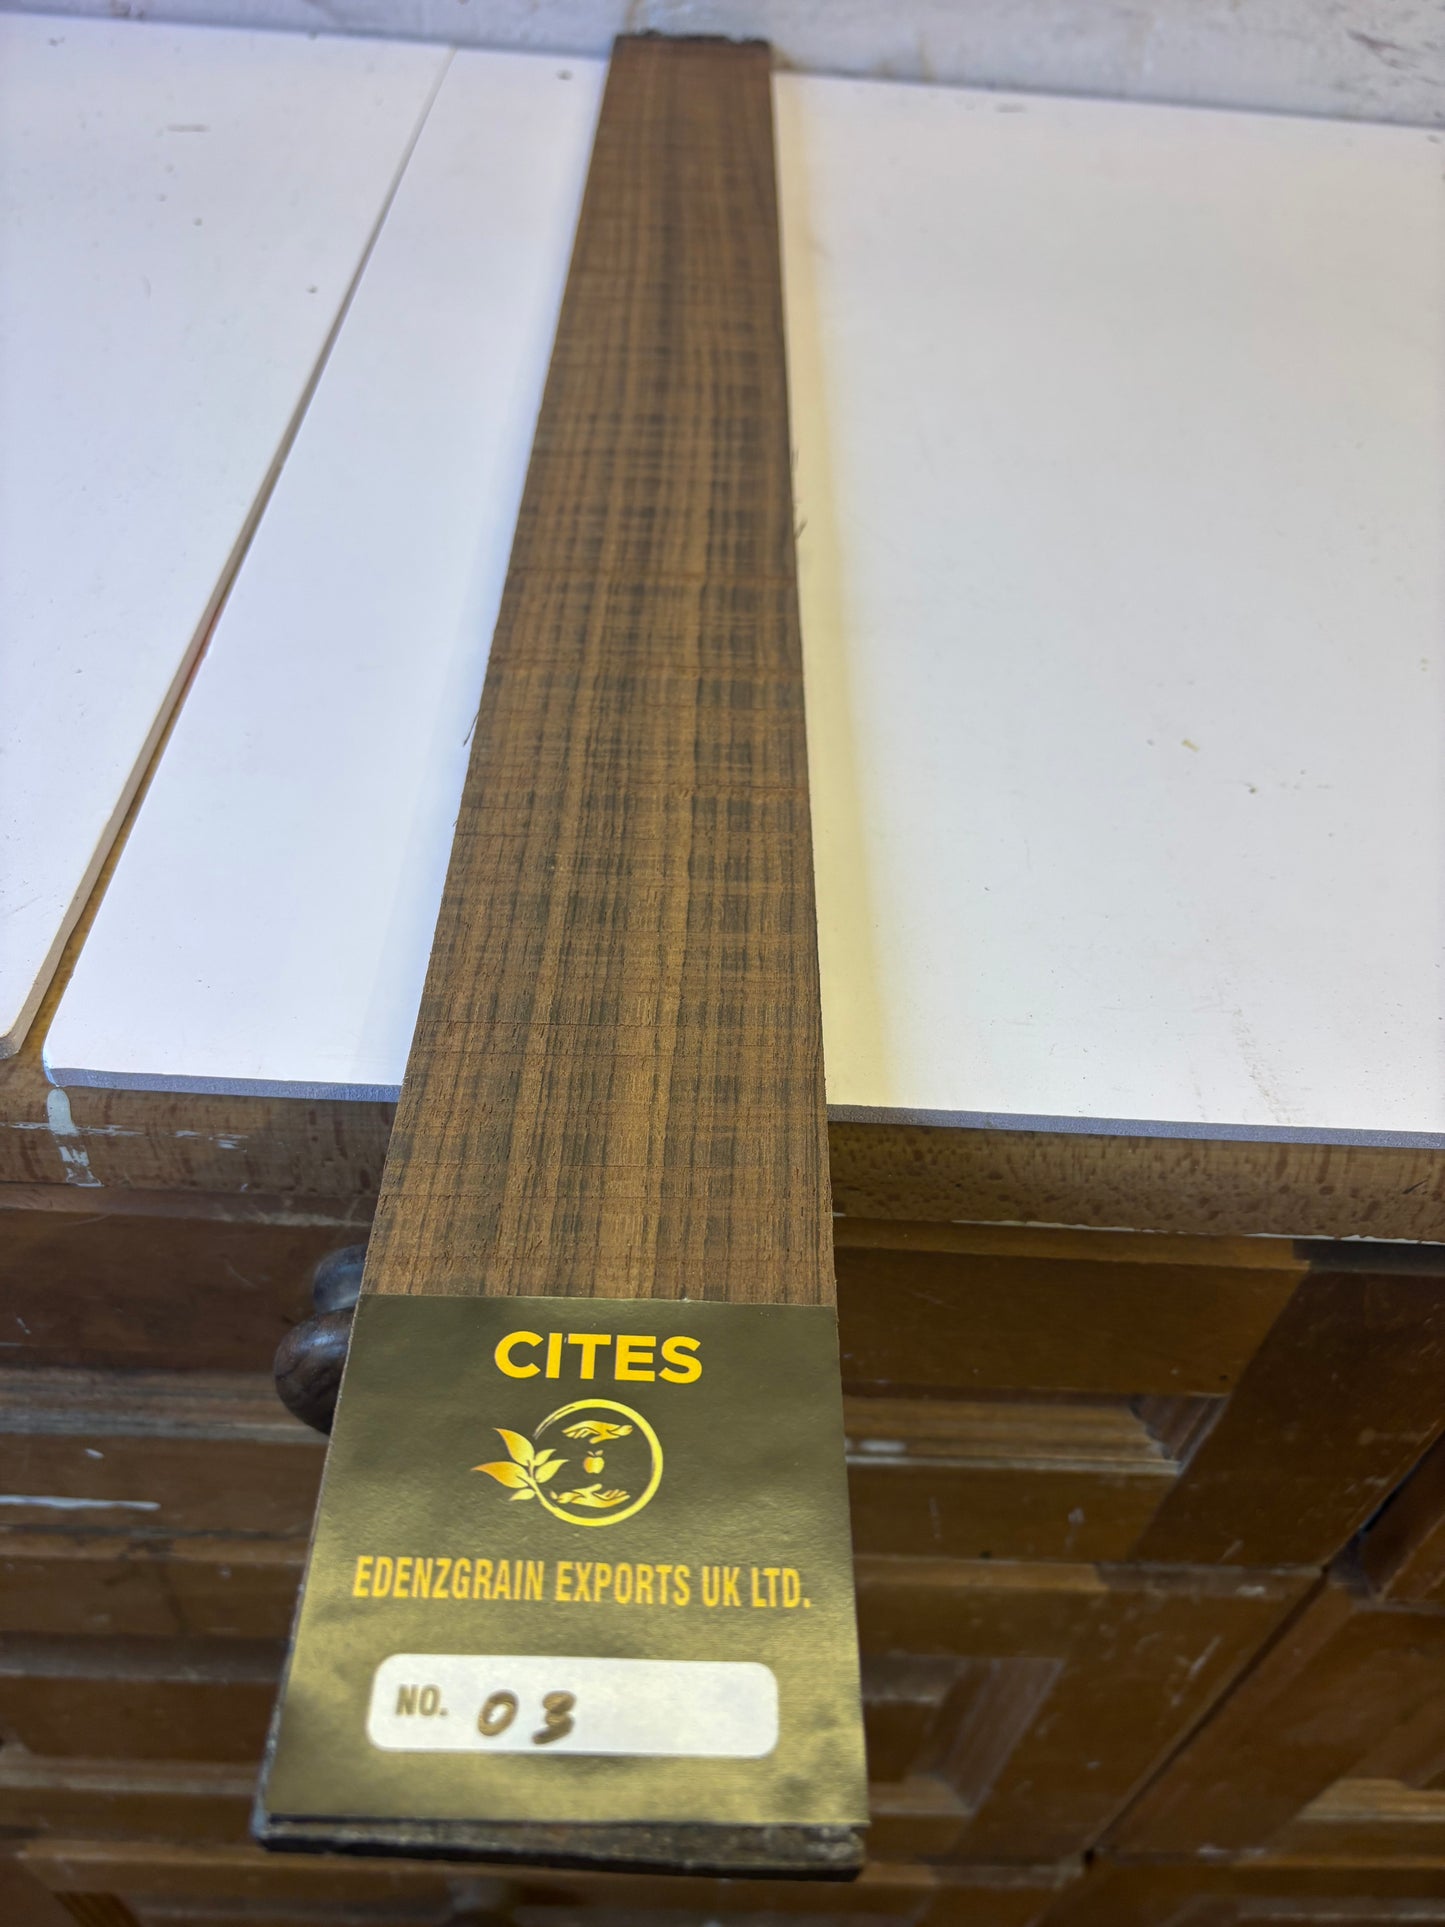 CITES
EDENZGRAIN EXPORTS UK LTD.
NO. 03